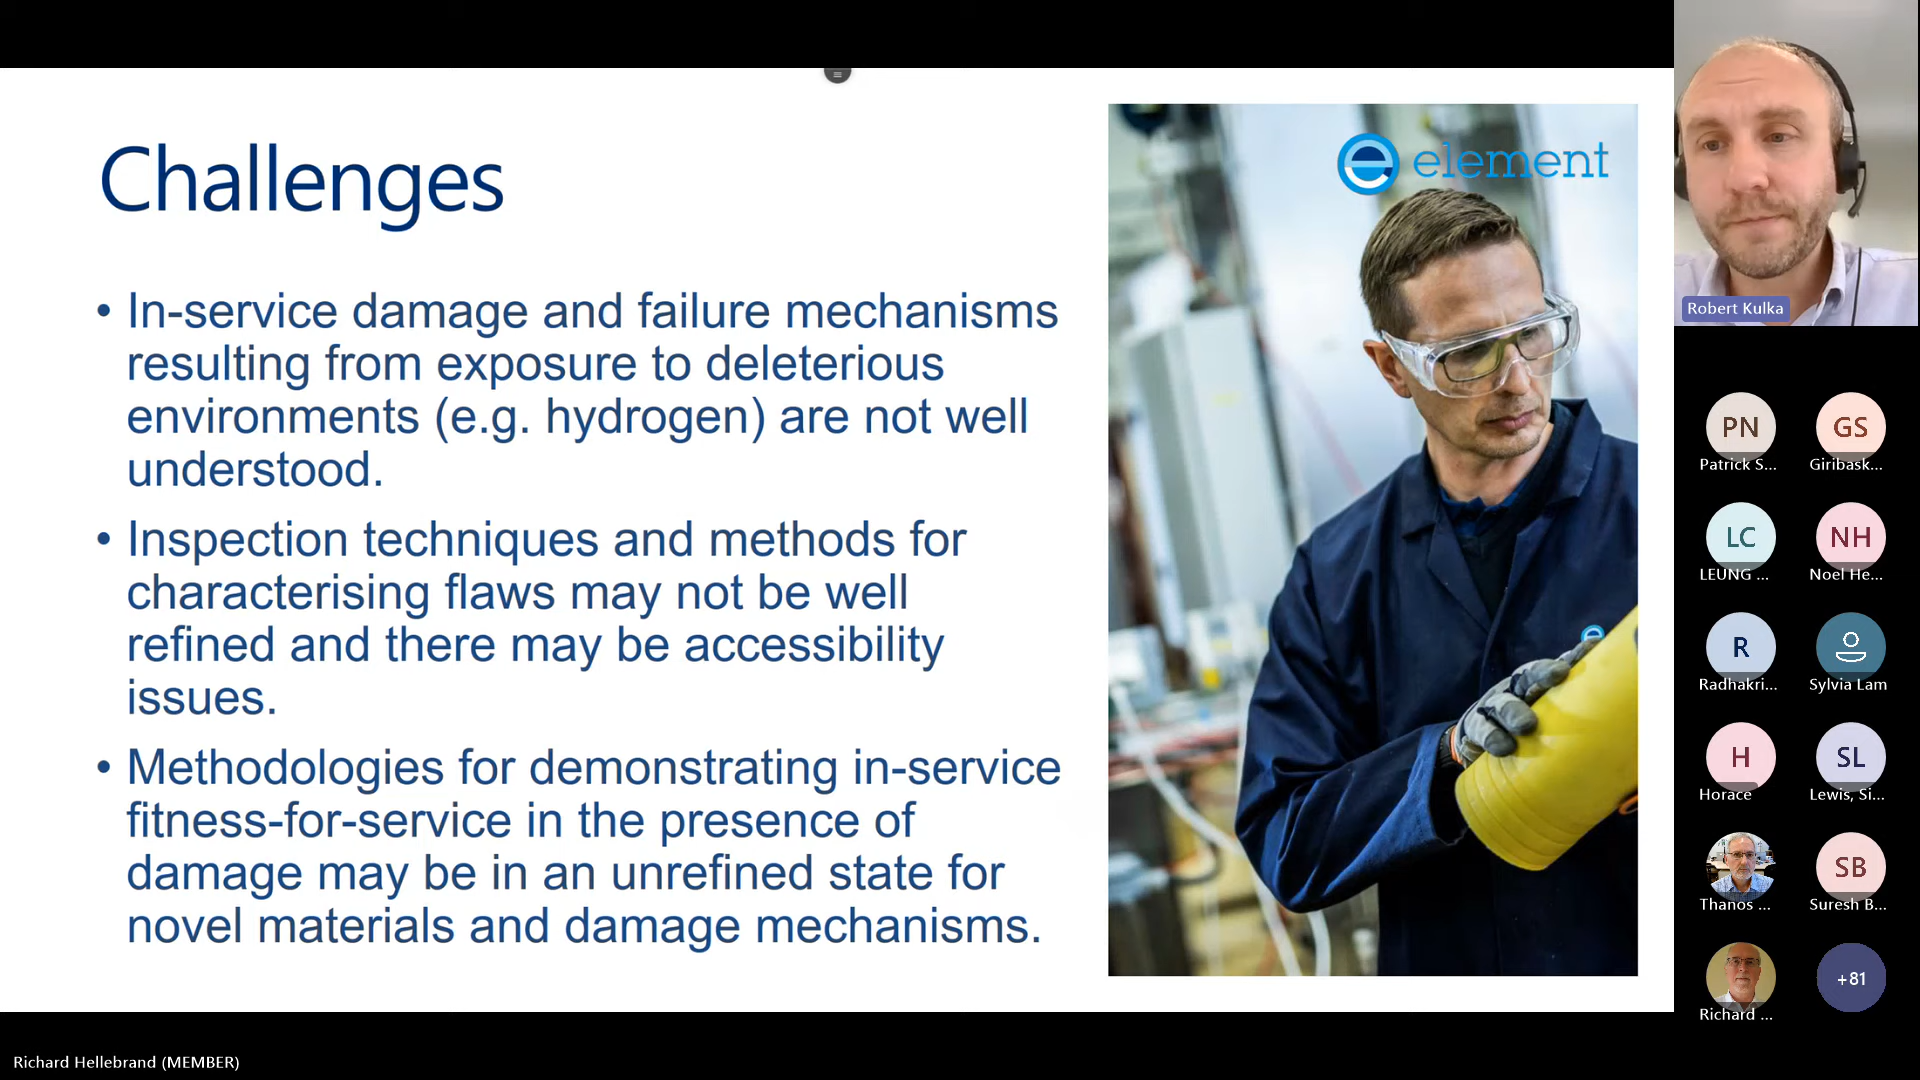 Challenges
element
• In-service damage and failure mechanisms
resulting from exposure to deleterious
environments (e.g. hydrogen) are not well
understood.
• Inspection techniques and methods for
characterising flaws may not be well
refined and there may be accessibility
issues.
• Methodologies for demonstrating in-service
fitness-for-service in the presence of
damage may be in an unrefined state for
novel materials and damage mechanisms.
Robert Kulka
PN
Patrick S...
GS
Giribask...
LC
LEUNG ...
NH
Noel He...
R
Radhakri...
Sylvia Lam
H
Horace
SL
Lewis, Si...
Thanos ...
SB
Suresh B...
Richard ...
+81
Richard Hellebrand (MEMBER)